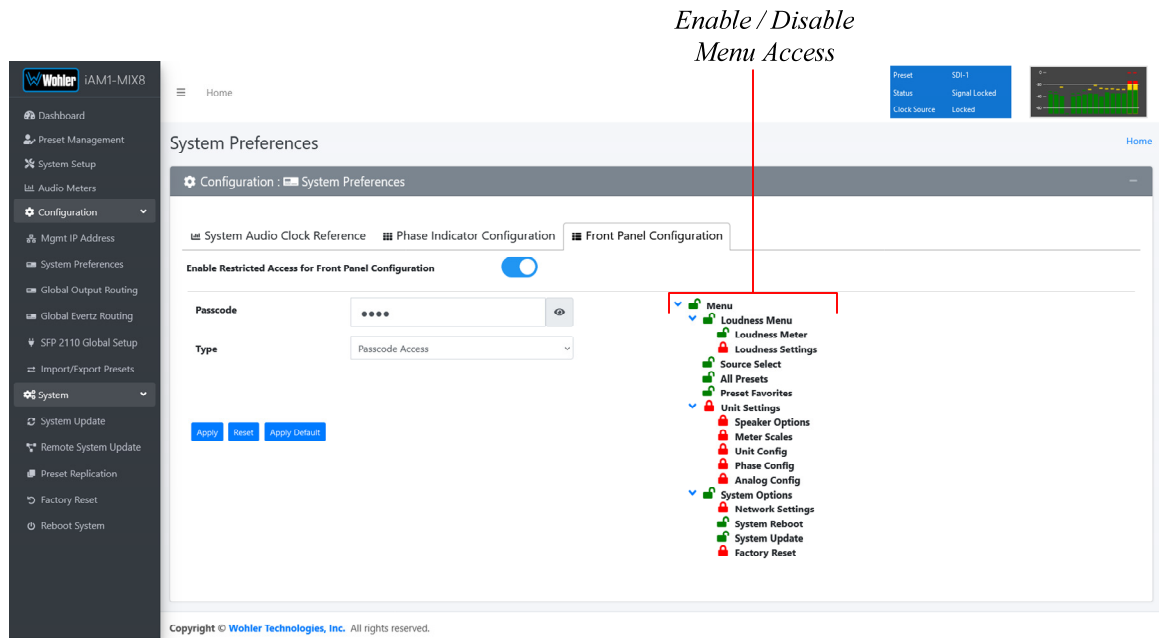 Enable / Disable
Menu Access
Wohler iAM1-MIX8
Home
Preset SDI-1
Status Signal Locked
Clock Source Locked
Dashboard
Preset Management
System Setup
Audio Meters
Configuration
Mgmt IP Address
System Preferences
Global Output Routing
Global Evertz Routing
SFP 2110 Global Setup
Import/Export Presets
System
System Update
Remote System Update
Preset Replication
Factory Reset
Reboot System
System Preferences
Home
Configuration : System Preferences
System Audio Clock Reference Phase Indicator Configuration Front Panel Configuration
Enable Restricted Access for Front Panel Configuration
Passcode
Type Passcode Access
Apply Reset Apply Default
Menu
Loudness Menu
Loudness Meter
Loudness Settings
Source Select
All Presets
Preset Favorites
Unit Settings
Speaker Options
Meter Scales
Unit Config
Phase Config
Analog Config
System Options
Network Settings
System Reboot
System Update
Factory Reset
Copyright © Wohler Technologies, Inc. All rights reserved.